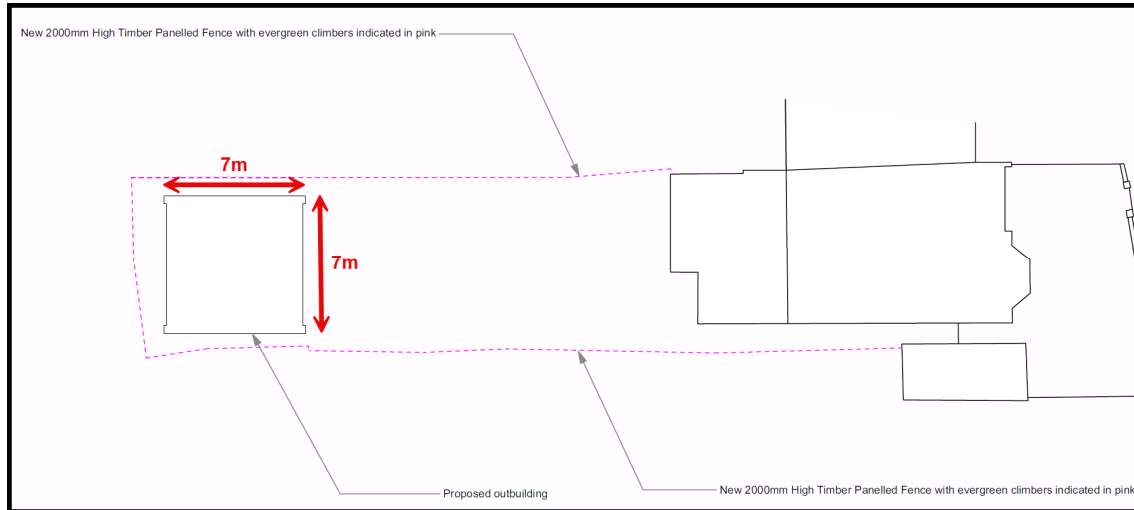 New 2000mm High Timber Panelled Fence with evergreen climbers indicated in pink
7m
7m
Proposed outbuilding
New 2000mm High Timber Panelled Fence with evergreen climbers indicated in pink